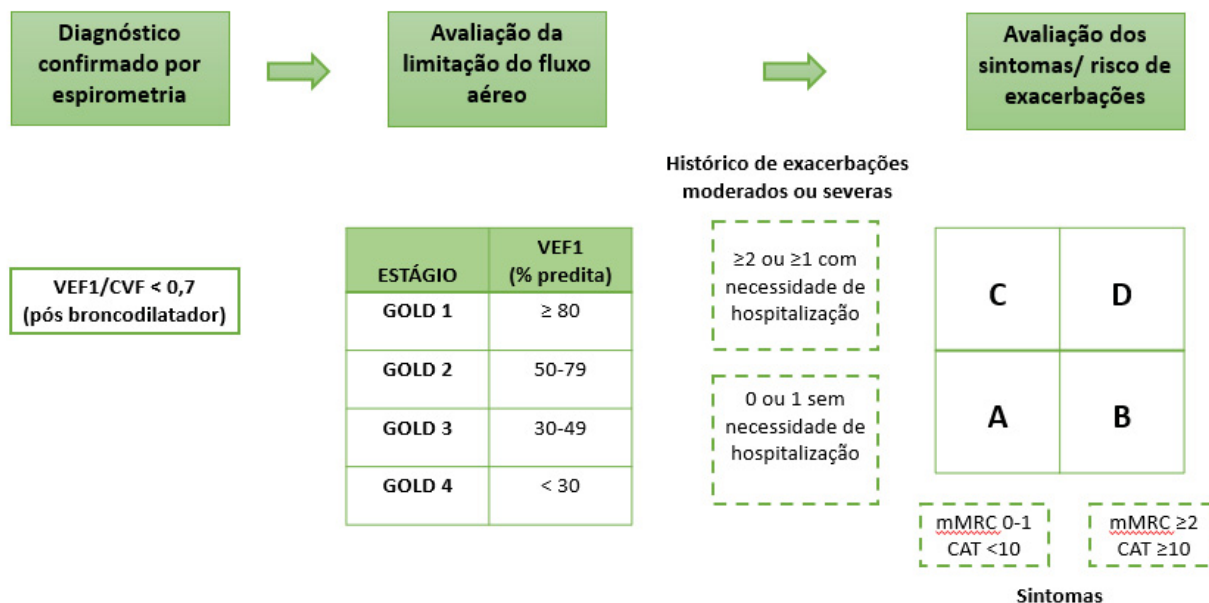 Diagnóstico
confirmado por
espirometria
Avaliação da
limitação do fluxo
aéreo
Avaliação dos
sintomas/ risco de
exacerbações
Histórico de exacerbações
moderados ou severas
VEF1/CVF < 0,7
(pós broncodilatador)
ESTÁGIO
VEF1
(% predita)
GOLD 1
≥ 80
GOLD 2
50-79
GOLD 3
30-49
GOLD 4
< 30
≥2 ou ≥1 com
necessidade de
hospitalização
0 ou 1 sem
necessidade de
hospitalização
C
D
A
B
mMRC 0-1
CAT <10
mMRC ≥2
CAT ≥10
Sintomas